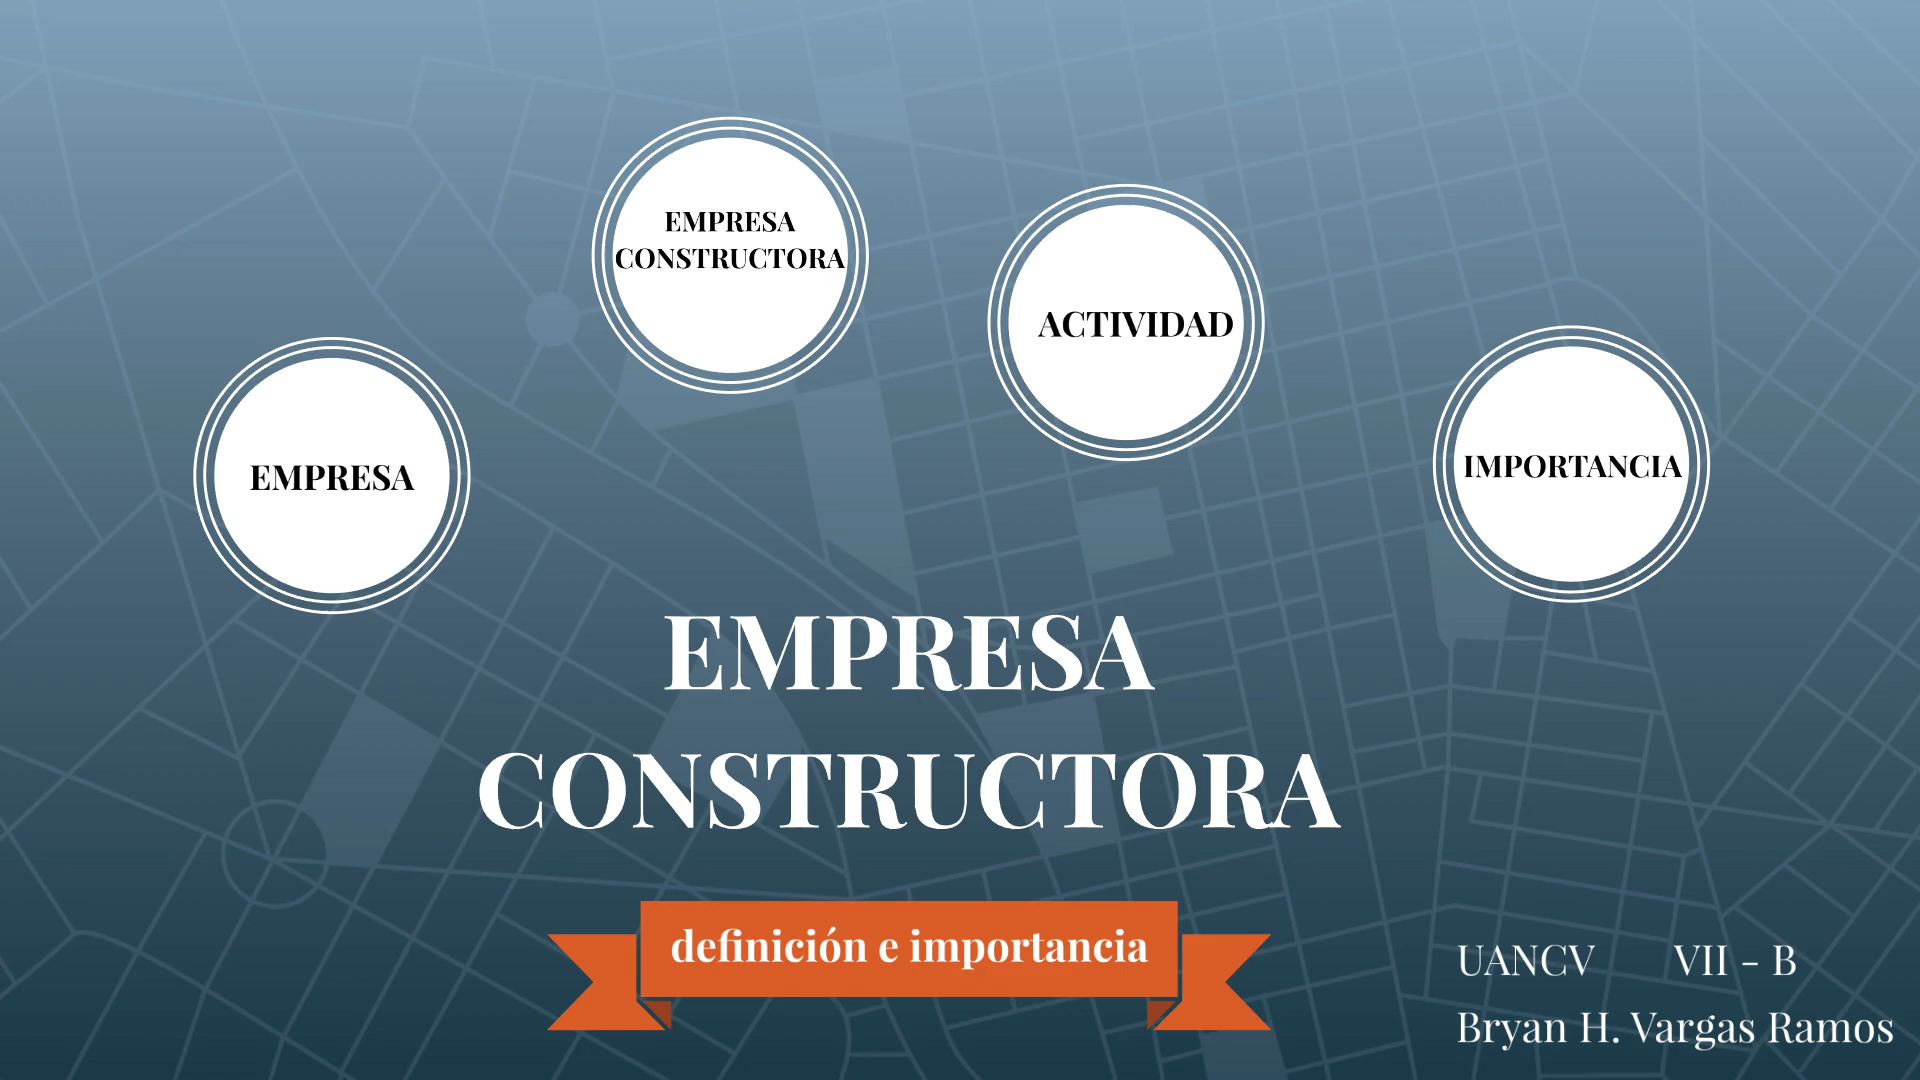 EMPRESA
CONSTRUCTORA
ACTIVIDAD
IMPORTANCIA
EMPRESA
EMPRESA
CONSTRUCTORA
definición e importancia
UANCV VII - B
Bryan H. Vargas Ramos